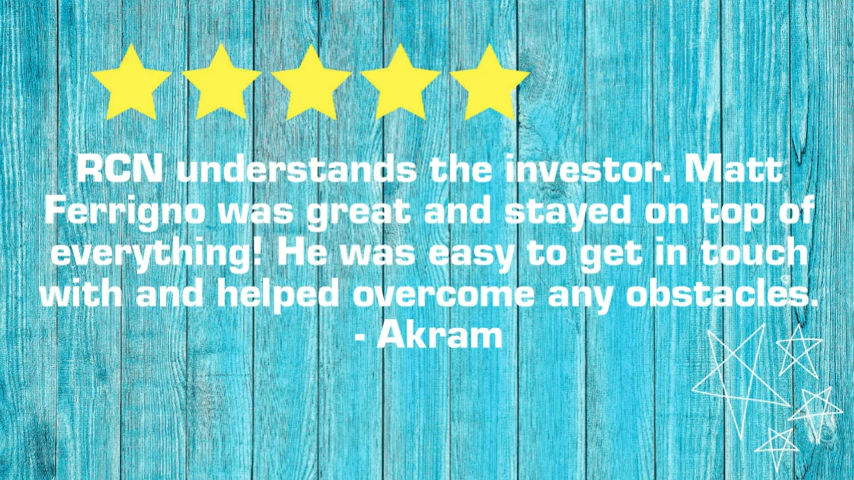 RCN understands the investor. Matt
Ferrigno was great and stayed on top of
everything! He was easy to get in touch
with and helped overcome any obstacles.
- Akram